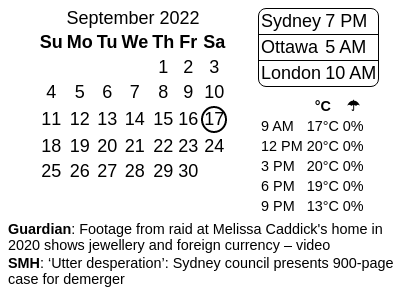 September 2022
Su Mo Tu We Th Fr Sa
1 2 3
4 5 6 7 8 9 10
11 12 13 14 15 16 17
18 19 20 21 22 23 24
25 26 27 28 29 30
Sydney 7 PM
Ottawa 5 AM
London 10 AM
°C ☂
9 AM 17°C 0%
12 PM 20°C 0%
3 PM 20°C 0%
6 PM 19°C 0%
9 PM 13°C 0%
Guardian: Footage from raid at Melissa Caddick's home in
2020 shows jewellery and foreign currency – video
SMH: ‘Utter desperation’: Sydney council presents 900-page
case for demerger